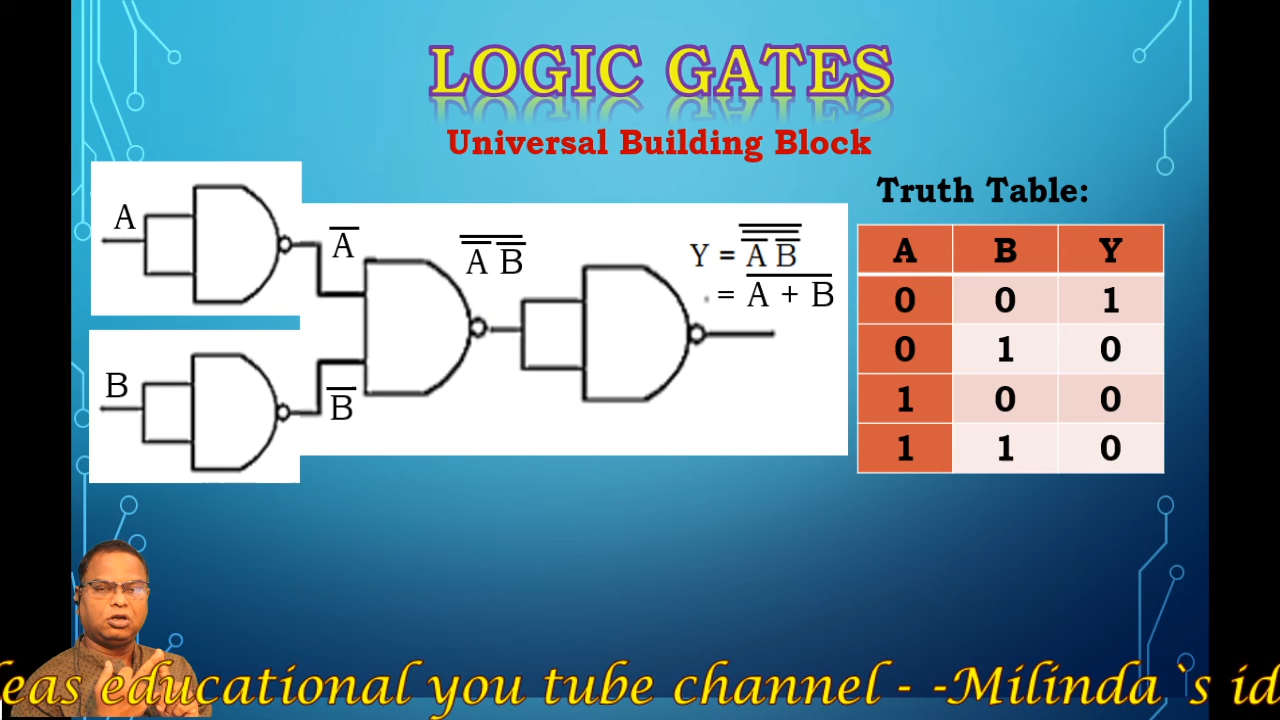 LOGIC GATES
Universal Building Block
Truth Table:
A
A̅
B
B̅
A̅ B̅
Y = A̅ B̅
= A + B
A B Y
0 0 1
0 1 0
1 0 0
1 1 0
eas educational you tube channel - -Milinda`s id